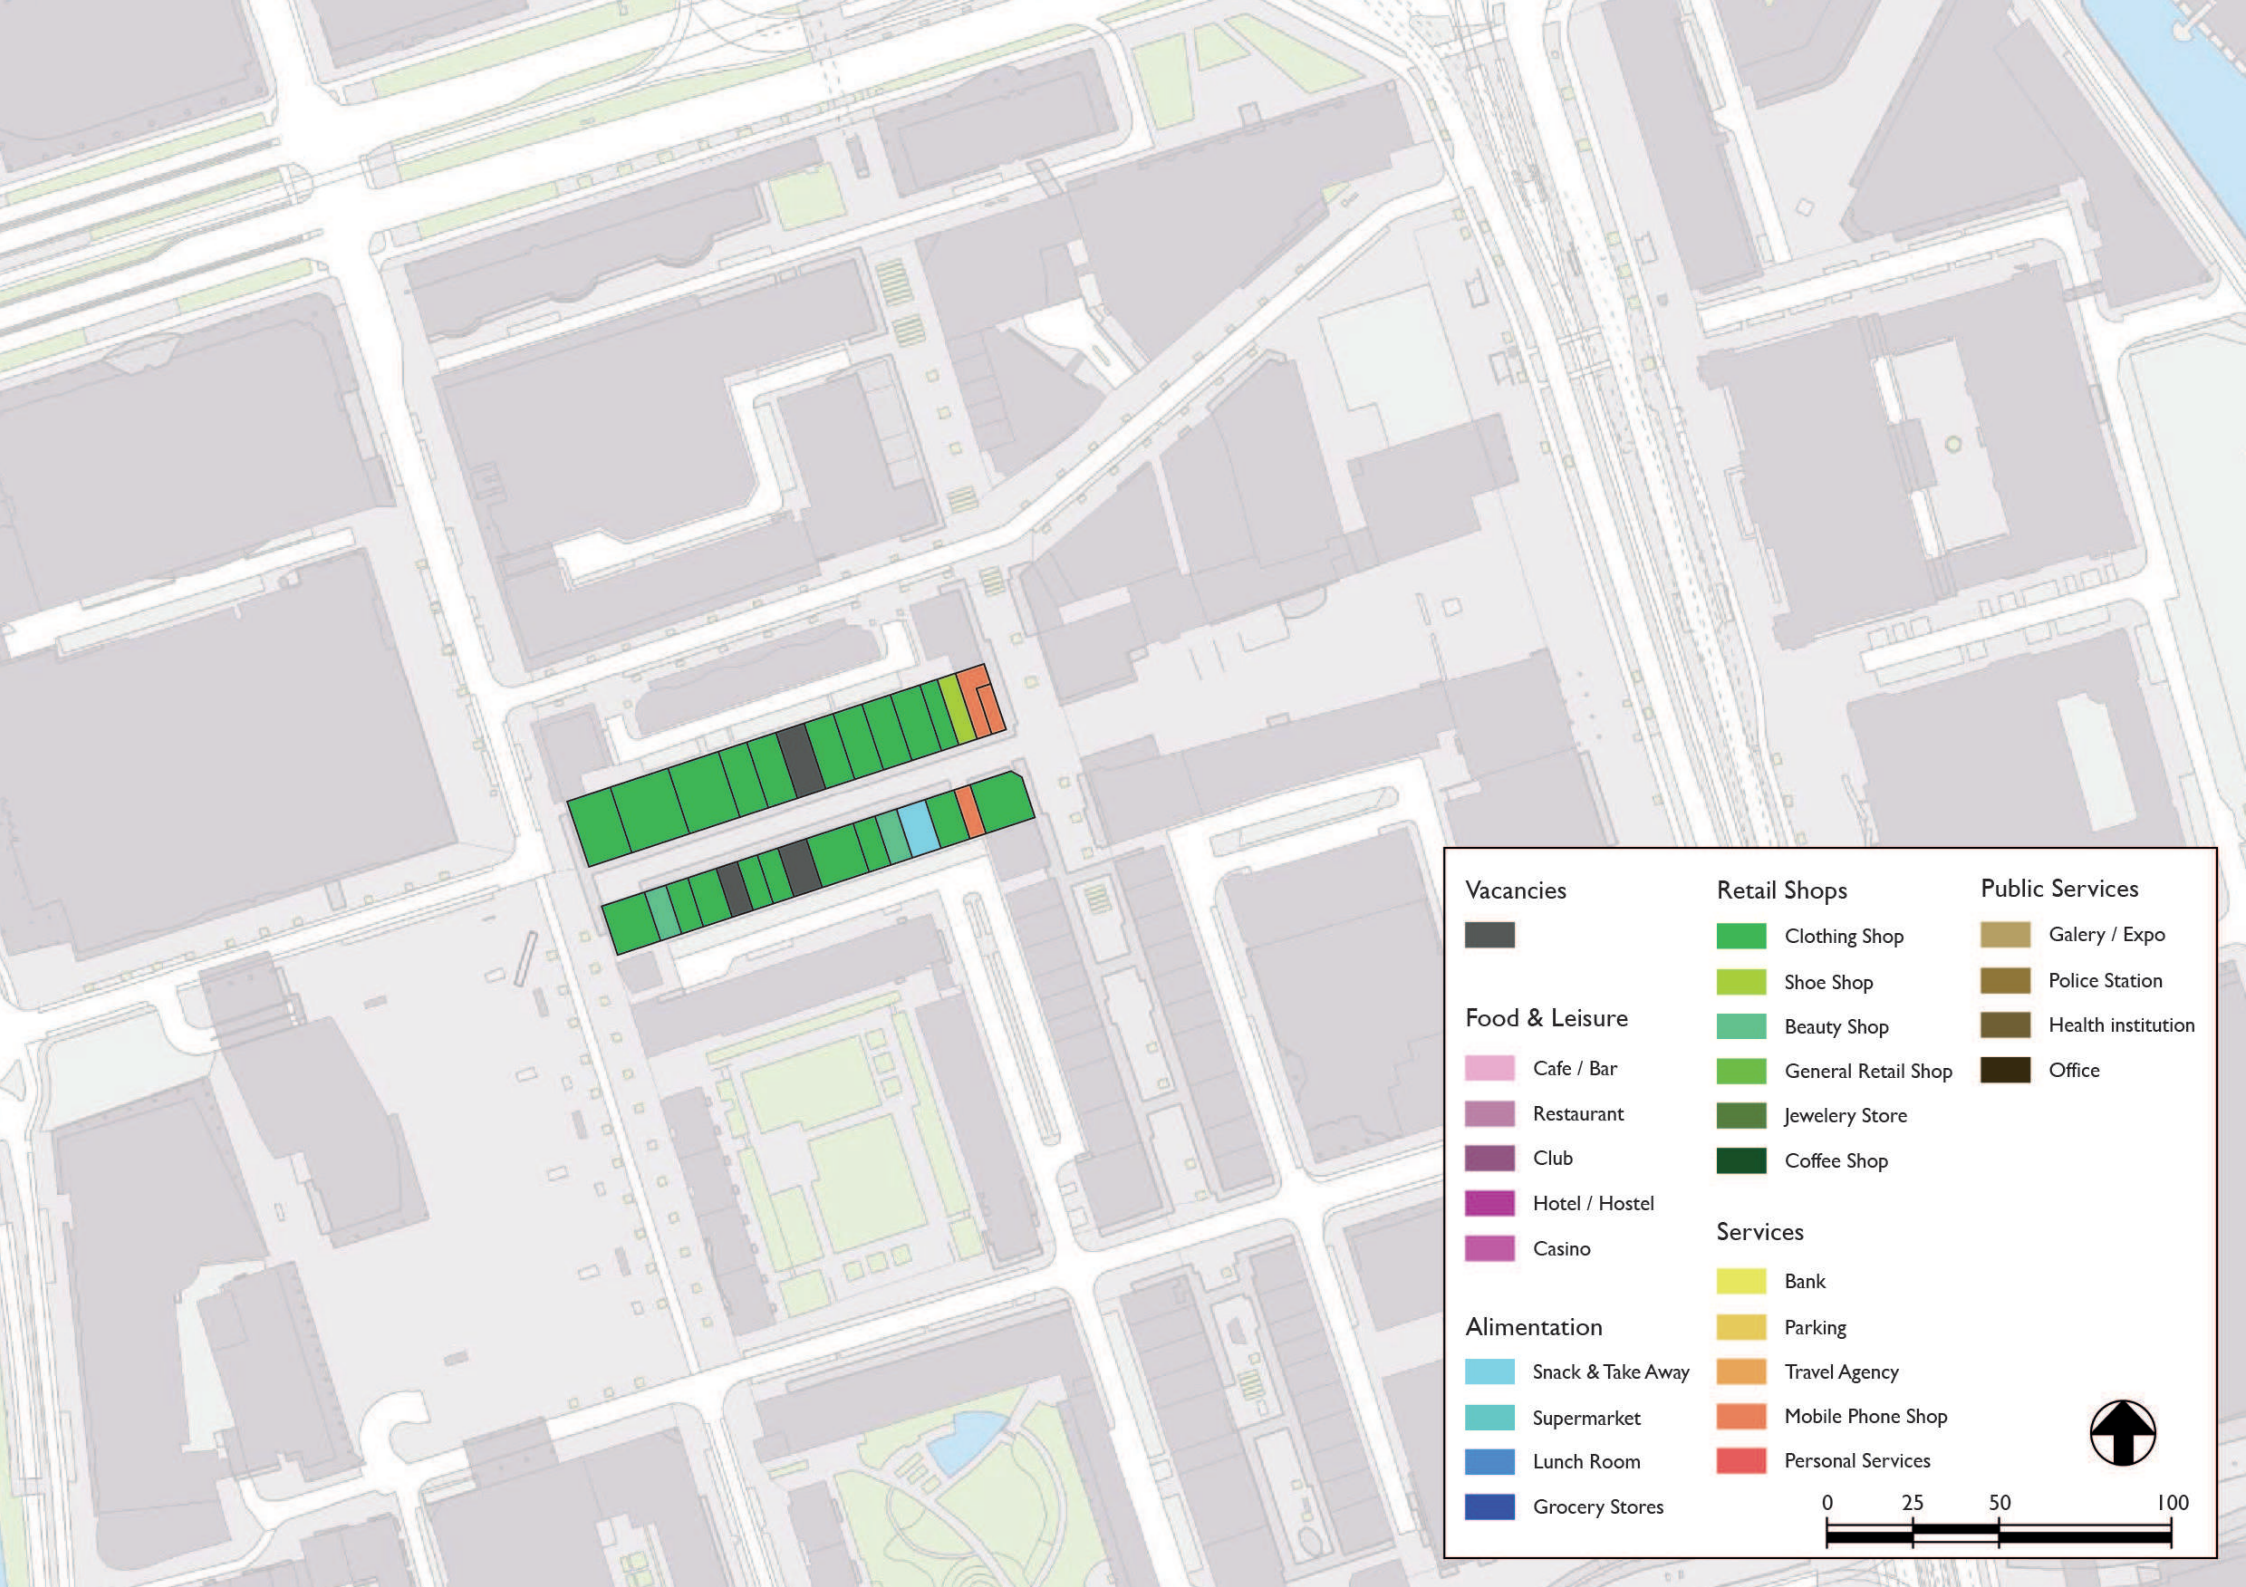 Vacancies
Food & Leisure
Cafe / Bar
Restaurant
Club
Hotel / Hostel
Casino
Alimentation
Snack & Take Away
Supermarket
Lunch Room
Grocery Stores
Retail Shops
Clothing Shop
Shoe Shop
Beauty Shop
General Retail Shop
Jewelery Store
Coffee Shop
Services
Bank
Parking
Travel Agency
Mobile Phone Shop
Personal Services
Public Services
Galery / Expo
Police Station
Health institution
Office
0 25 50 100